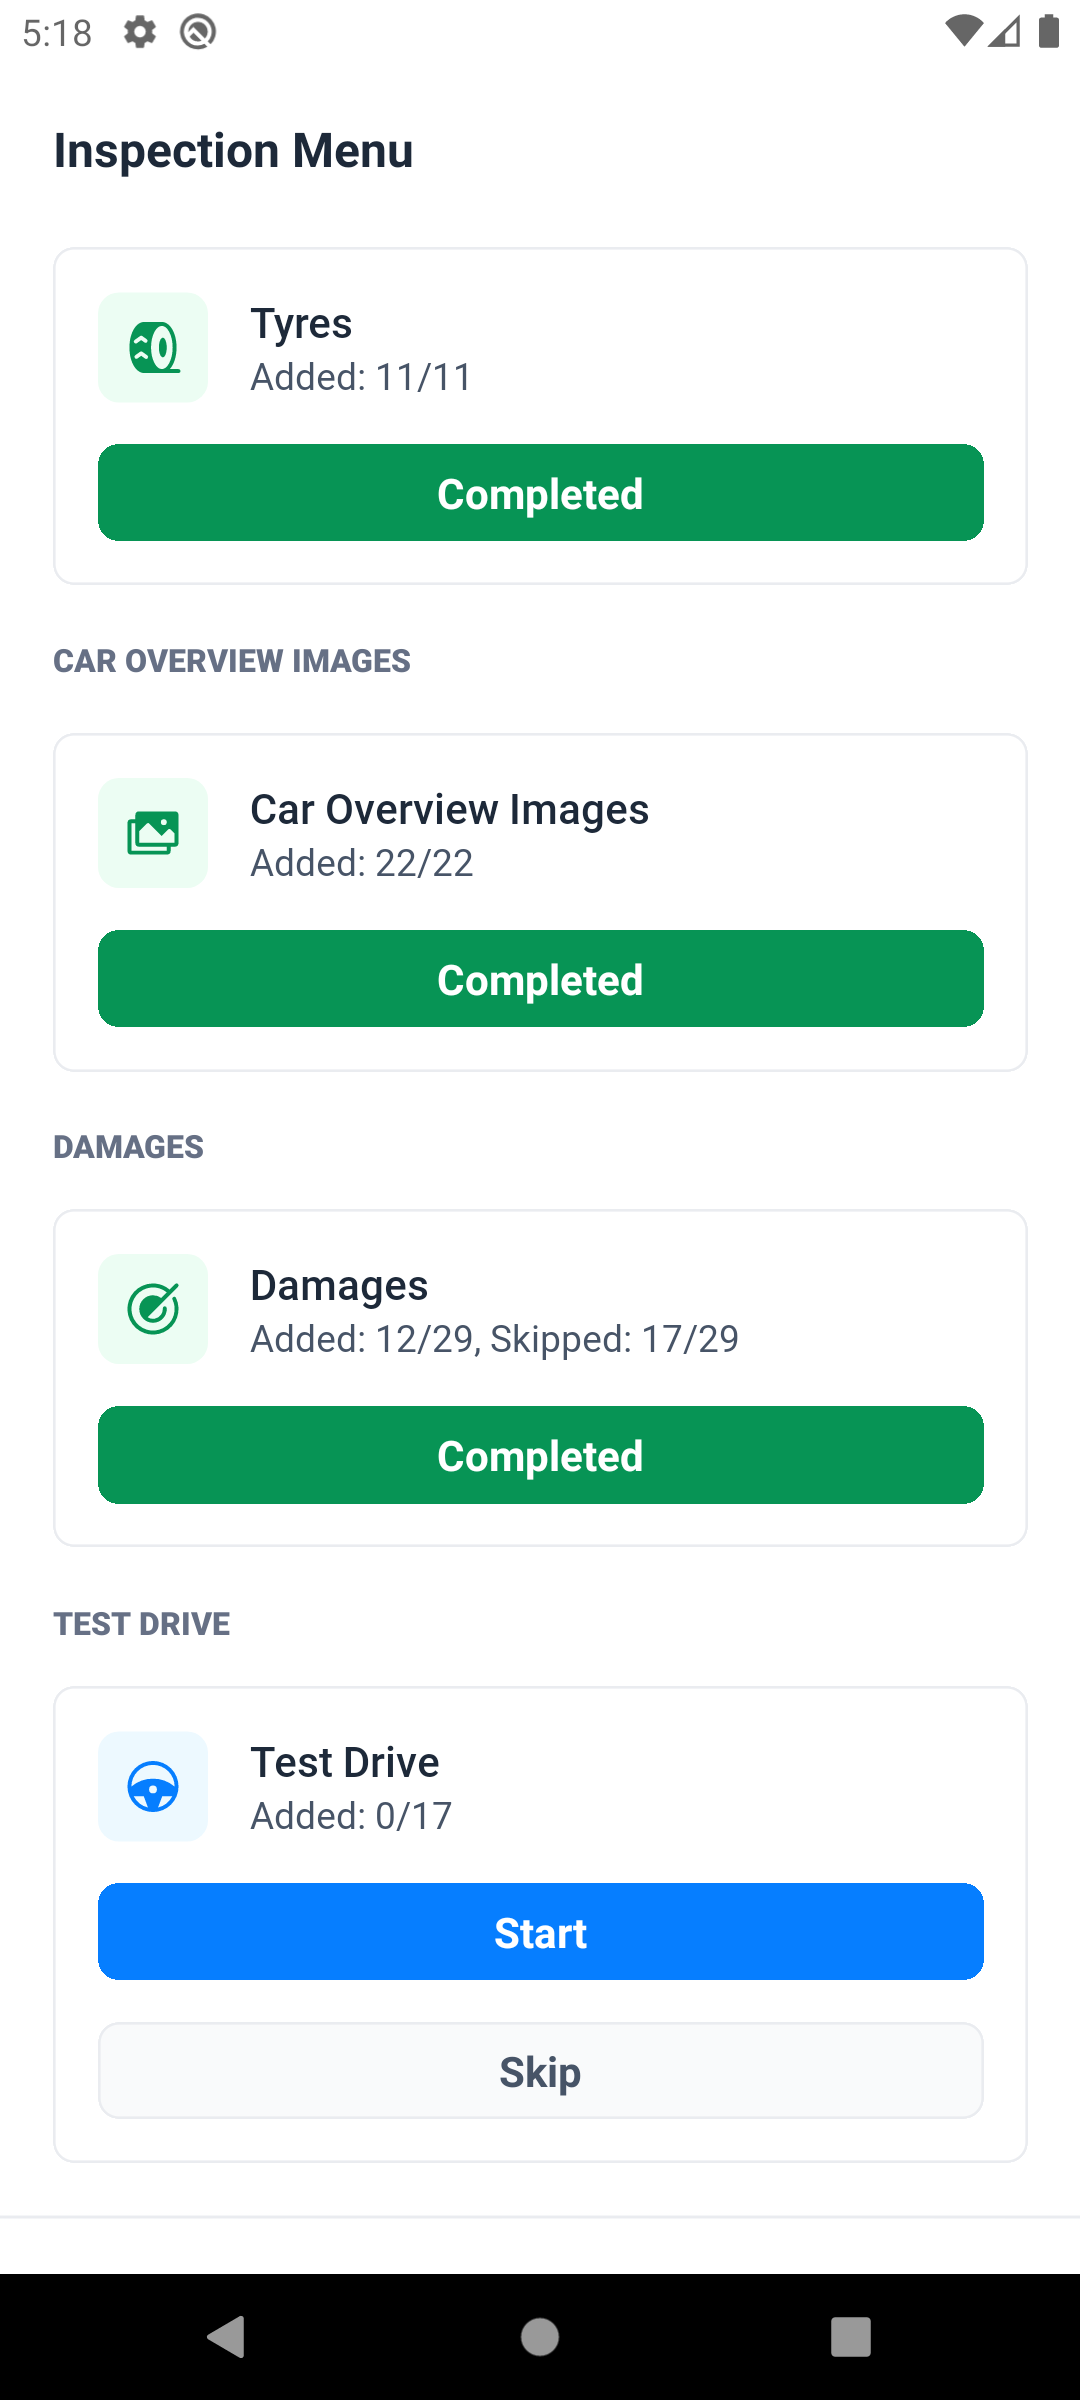 5:18
Inspection Menu
Tyres
Added: 11/11
Completed
CAR OVERVIEW IMAGES
Car Overview Images
Added: 22/22
Completed
DAMAGES
Damages
Added: 12/29, Skipped: 17/29
Completed
TEST DRIVE
Test Drive
Added: 0/17
Start
Skip